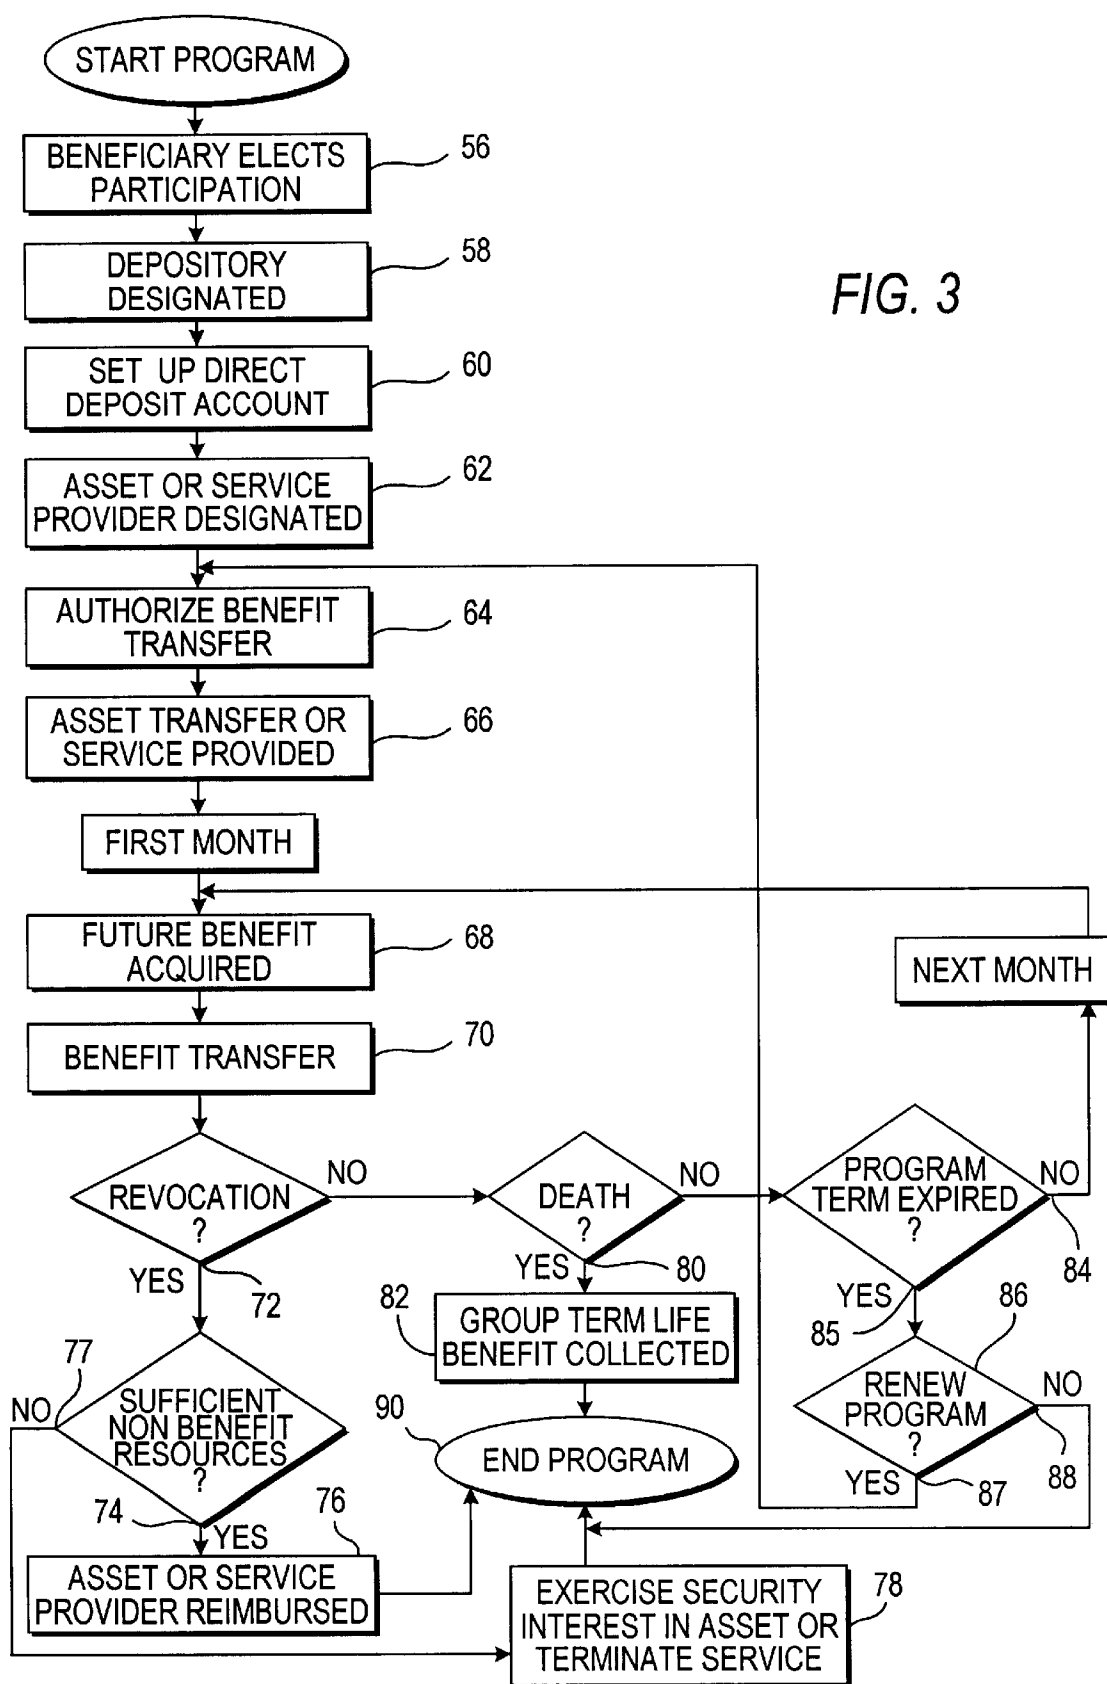 START PROGRAM
BENEFICIARY ELECTS
PARTICIPATION
56
DEPOSITORY
DESIGNATED
58
FIG. 3
SET UP DIRECT
DEPOSIT ACCOUNT
60
ASSET OR SERVICE
PROVIDER DESIGNATED
62
AUTHORIZE BENEFIT
TRANSFER
64
ASSET TRANSFER OR
SERVICE PROVIDED
66
FIRST MONTH
FUTURE BENEFIT
ACQUIRED
68
NEXT MONTH
BENEFIT TRANSFER
70
REVOCATION
?
NO
YES
72
DEATH
?
NO
YES
80
PROGRAM
TERM EXPIRED
?
NO
84
YES
85
82
GROUP TERM LIFE
BENEFIT COLLECTED
86
RENEW
PROGRAM
?
NO
88
YES
87
77
NO
SUFFICIENT
NON BENEFIT
RESOURCES
?
74
YES
90
END PROGRAM
76
ASSET OR SERVICE
PROVIDER REIMBURSED
EXERCISE SECURITY
INTEREST IN ASSET OR
TERMINATE SERVICE
78